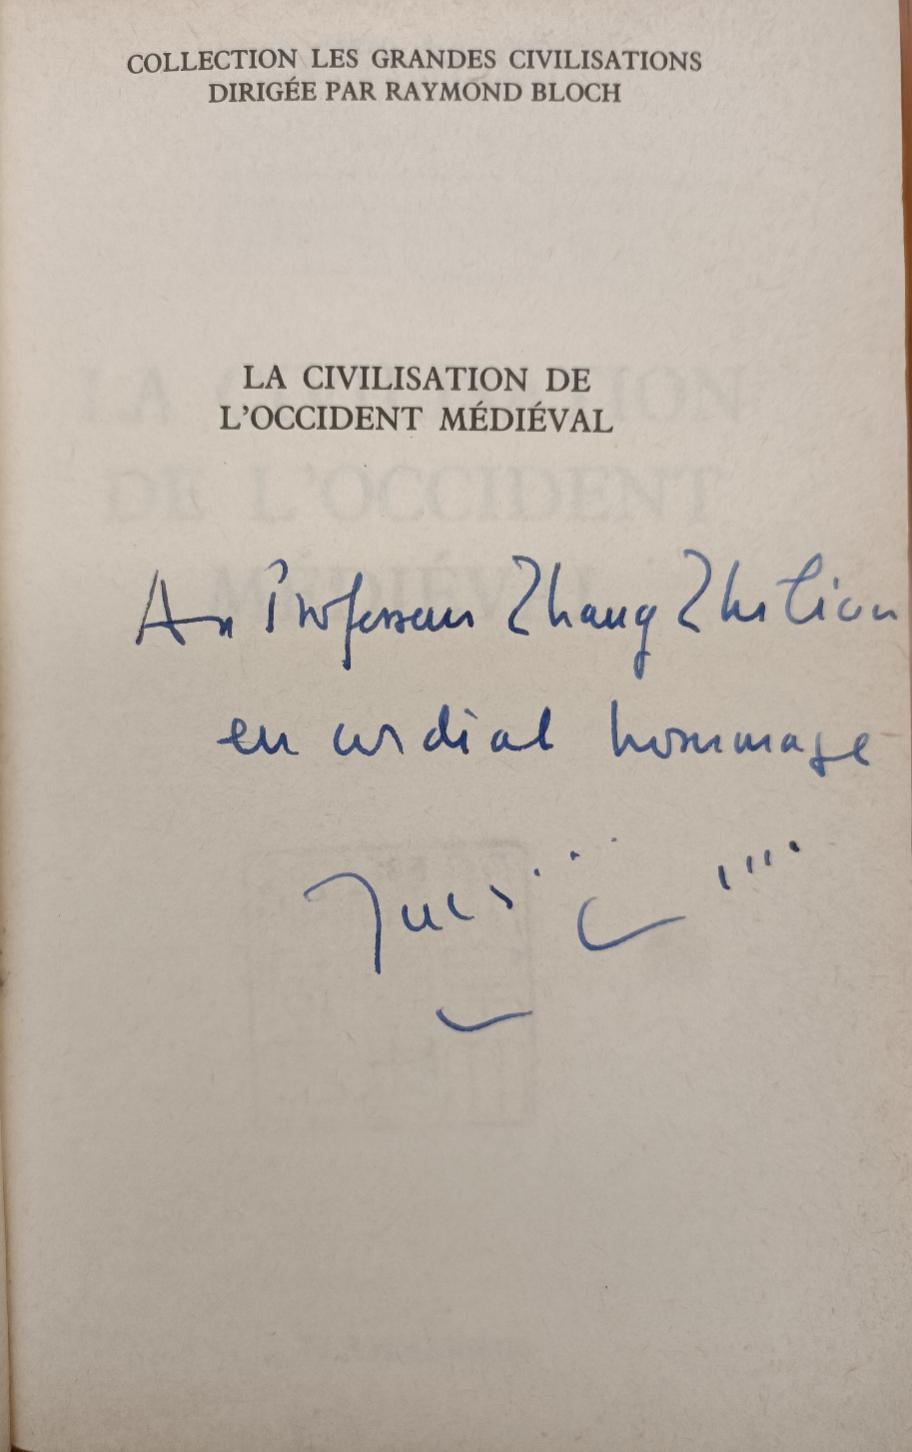 COLLECTION LES GRANDES CIVILISATIONS
DIRIGÉE PAR RAYMOND BLOCH
LA CIVILISATION DE
L'OCCIDENT MÉDIÉVAL
Au Professeur Zhang Zhilian
en cordial hommage